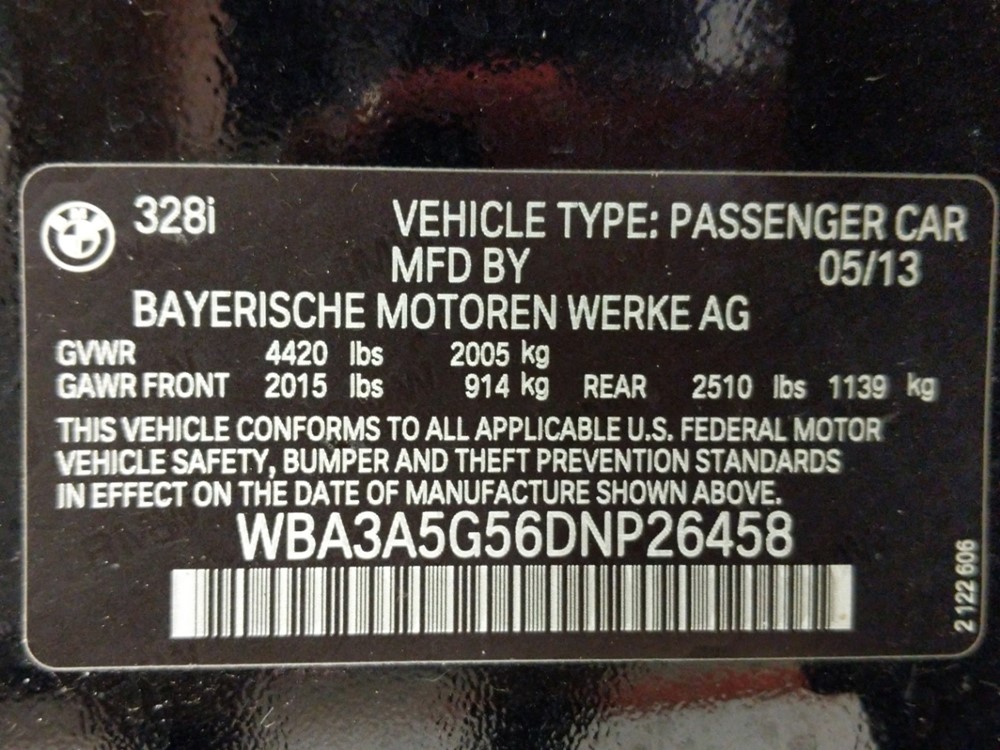 328i VEHICLE TYPE: PASSENGER CAR
MFD BY 05/13
BAYERISCHE MOTOREN WERKE AG
GVWR 4420 lbs 2005 kg
GAWR FRONT 2015 lbs 914 kg REAR 2510 lbs 1139 kg
THIS VEHICLE CONFORMS TO ALL APPLICABLE U.S. FEDERAL MOTOR
VEHICLE SAFETY, BUMPER AND THEFT PREVENTION STANDARDS
IN EFFECT ON THE DATE OF MANUFACTURE SHOWN ABOVE.
WBA3A5G56DNP26458
2 122 606